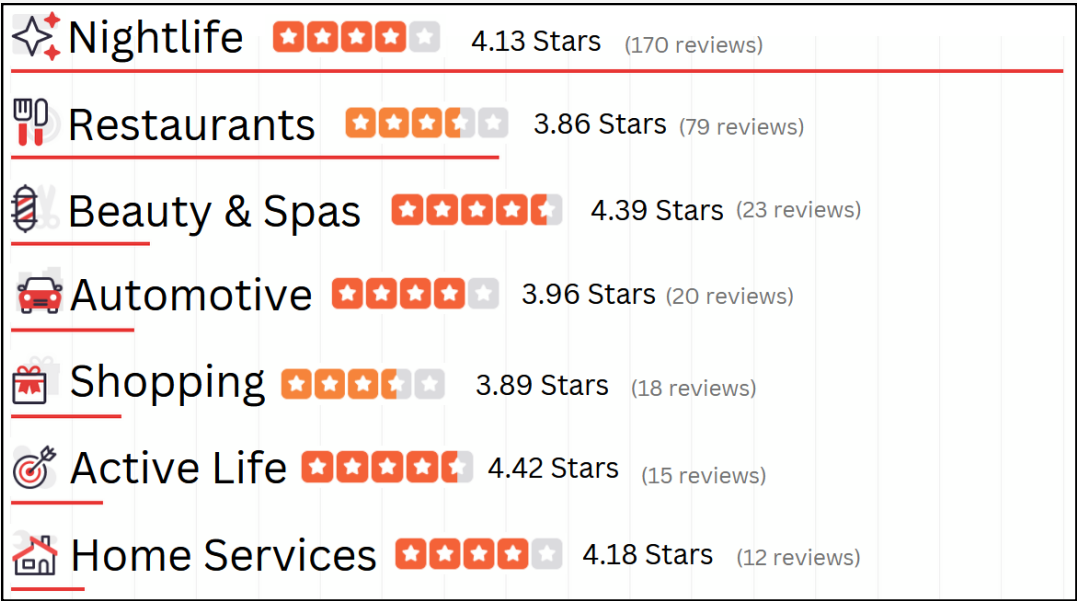 Nightlife 4.13 Stars (170 reviews)
Restaurants 3.86 Stars (79 reviews)
Beauty & Spas 4.39 Stars (23 reviews)
Automotive 3.96 Stars (20 reviews)
Shopping 3.89 Stars (18 reviews)
Active Life 4.42 Stars (15 reviews)
Home Services 4.18 Stars (12 reviews)